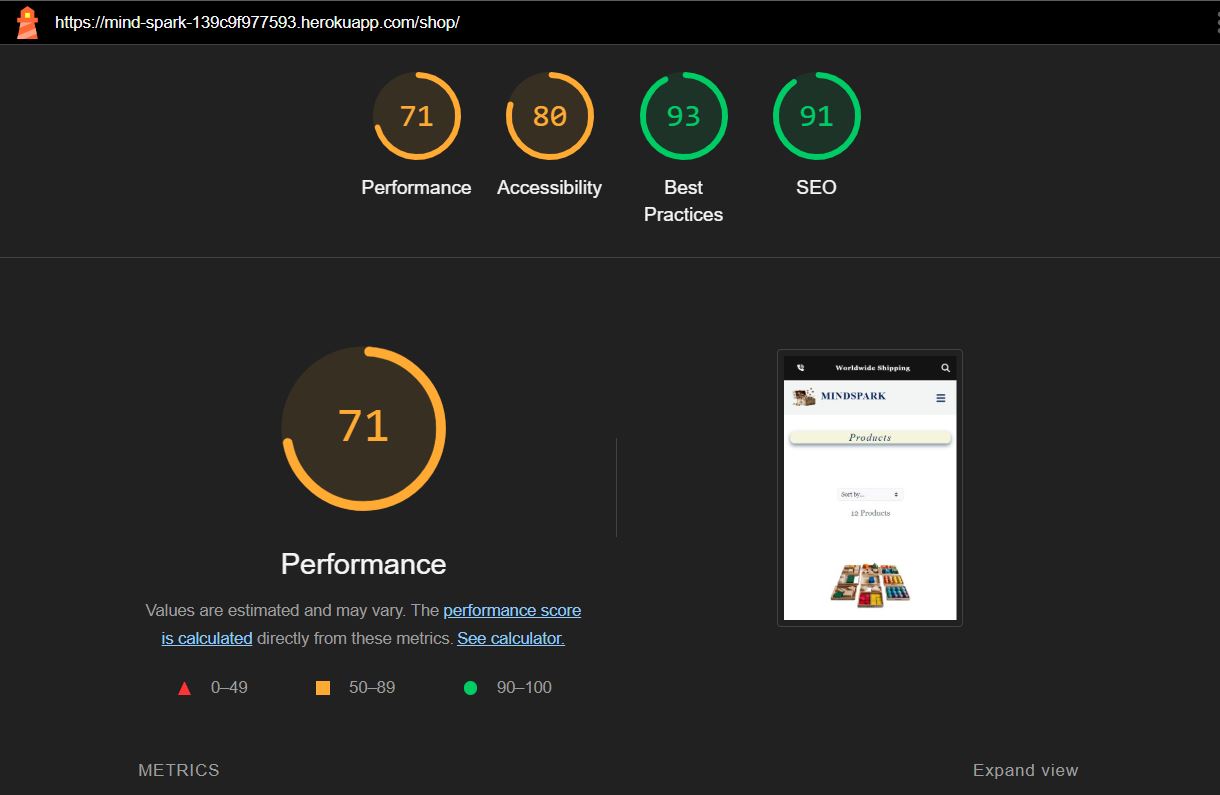 https://mind-spark-139c9f977593.herokuapp.com/shop/
71
80
93
91
Performance
Accessibility
Best
Practices
SEO
71
Performance
Values are estimated and may vary. The performance score
is calculated directly from these metrics. See calculator.
0–49
50–89
90–100
Worldwide Shipping
MINDSPARK
Products
Sort by...
12 Products
METRICS
Expand view